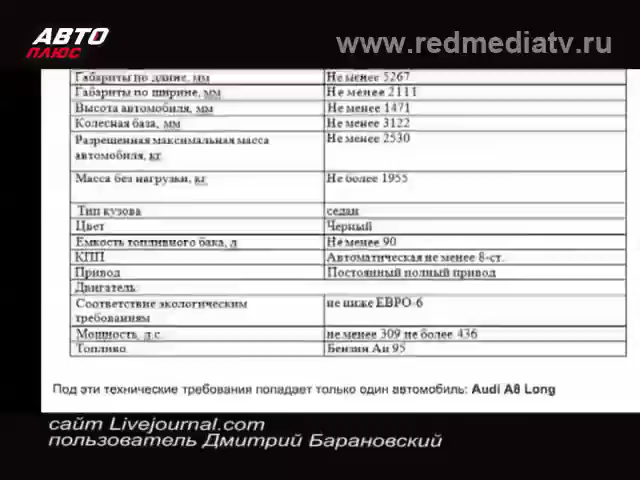 АВТО
ПЛЮС
www.redmediatv.ru
Габариты по длине, мм Не менее 5267
Габариты по ширине, мм Не менее 2111
Высота автомобиля, мм Не менее 1471
Колесная база, мм Не менее 3122
Разрешенная максимальная масса Не менее 2530
автомобиля, кг
Масса без нагрузки, кг Не более 1955
Тип кузова седан
Цвет Черный
Емкость топливного бака, л Не менее 90
КПП Автоматическая не менее 8-ст.
Привод Постоянный полный привод
Двигатель
Соответствие экологическим не ниже ЕВРО-6
требованиям
Мощность, л.с. не менее 309 не более 436
Топливо Бензин Аи 95
Под эти технические требования попадает только один автомобиль: Audi A8 Long
сайт Livejournal.com
пользователь Дмитрий Барановский